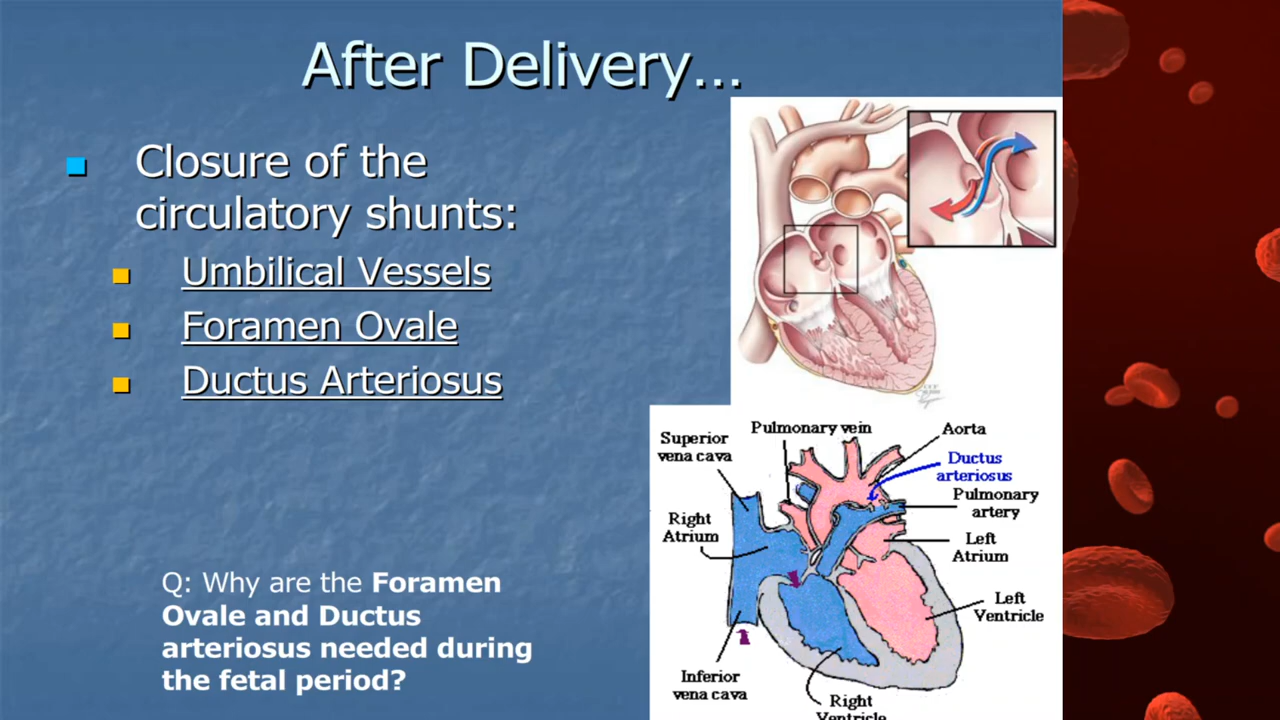 After Delivery…
Closure of the
circulatory shunts:
Umbilical Vessels
Foramen Ovale
Ductus Arteriosus
Q: Why are the Foramen
Ovale and Ductus
arteriosus needed during
the fetal period?
Superior
vena cava
Pulmonary vein
Aorta
Ductus
arteriosus
Pulmonary
artery
Right
Atrium
Left
Atrium
Left
Ventricle
Inferior
vena cava
Right
Ventricle